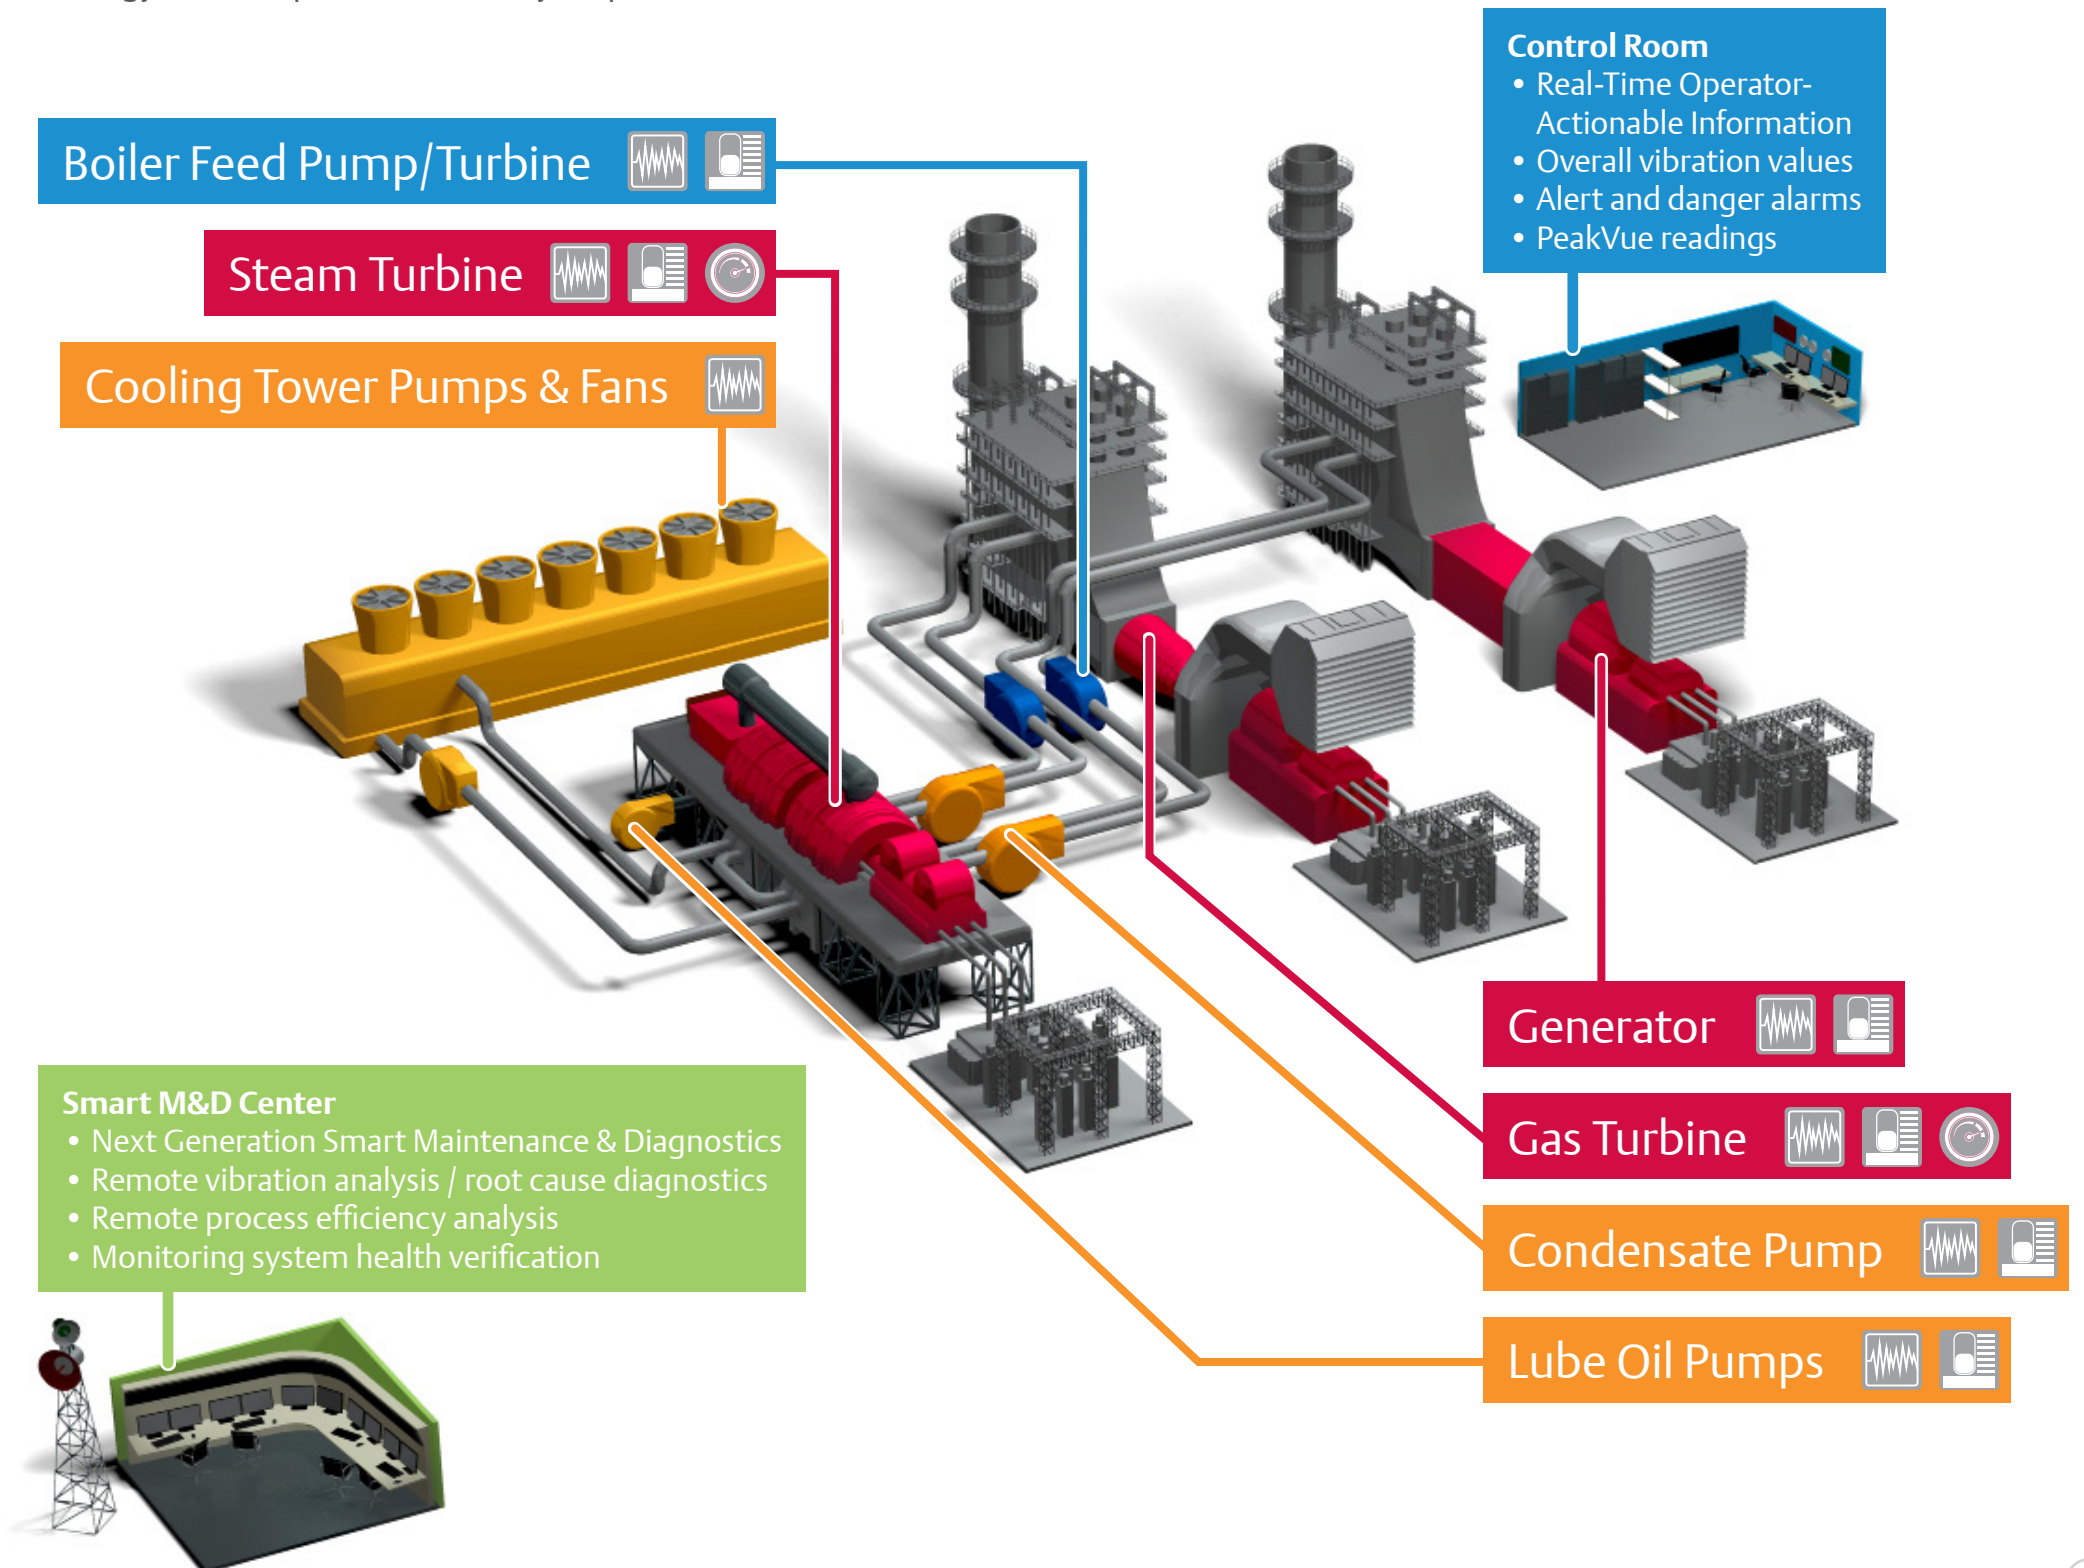 Boiler Feed Pump/Turbine
Steam Turbine
Cooling Tower Pumps & Fans
Control Room
• Real-Time Operator-
Actionable Information
• Overall vibration values
• Alert and danger alarms
• PeakVue readings
Generator
Gas Turbine
Condensate Pump
Lube Oil Pumps
Smart M&D Center
• Next Generation Smart Maintenance & Diagnostics
• Remote vibration analysis / root cause diagnostics
• Remote process efficiency analysis
• Monitoring system health verification